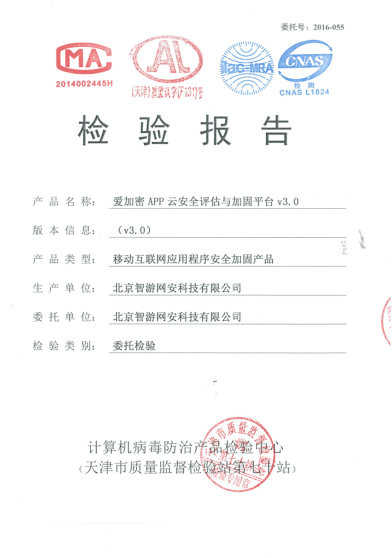 委托号：2016-055
CMA
2014002445H
AL
ilac-MRA
CNAS
检 测
CNAS L1824
检验报告
产品名称： 爱加密 APP 云安全评估与加固平台 v3.0
版本信息： （v3.0）
产品类型： 移动互联网应用程序安全加固产品
生产单位： 北京智游网安科技有限公司
委托单位： 北京智游网安科技有限公司
检验类别： 委托检验
计算机病毒防治产品检验中心
（天津市质量监督检验站第七十站）